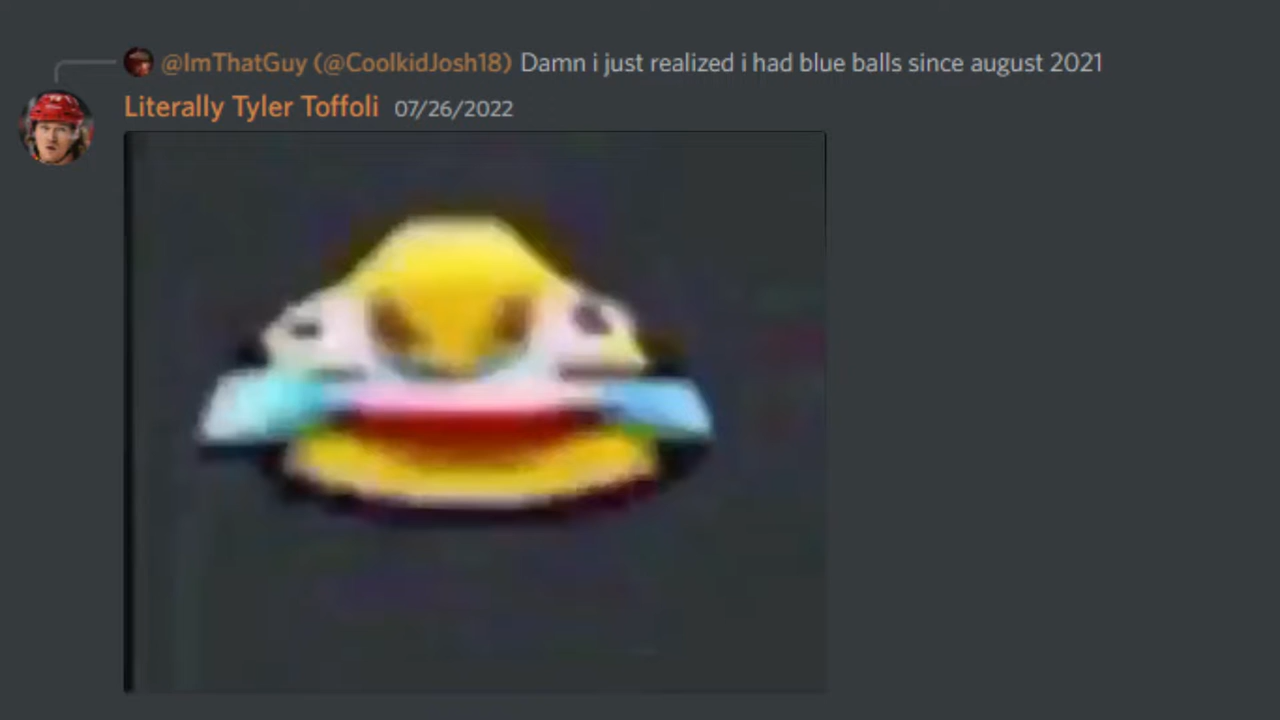 @ImThatGuy (@CoolkidJosh18) Damn i just realized i had blue balls since august 2021
Literally Tyler Toffoli 07/26/2022